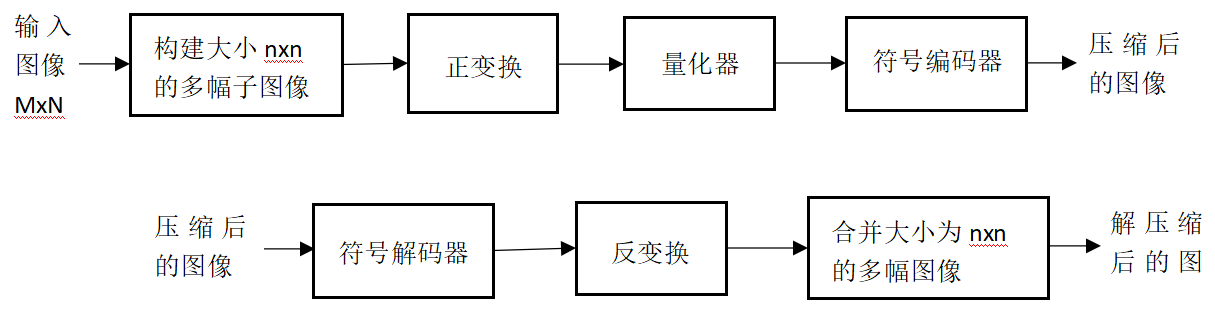 输入
图像
MxN
构建大小 nxn
的多幅子图像
正变换
量化器
符号编码器
压缩后
的图像
压缩后
的图像
符号解码器
反变换
合并大小为 nxn
的多幅图像
解压缩
后的图